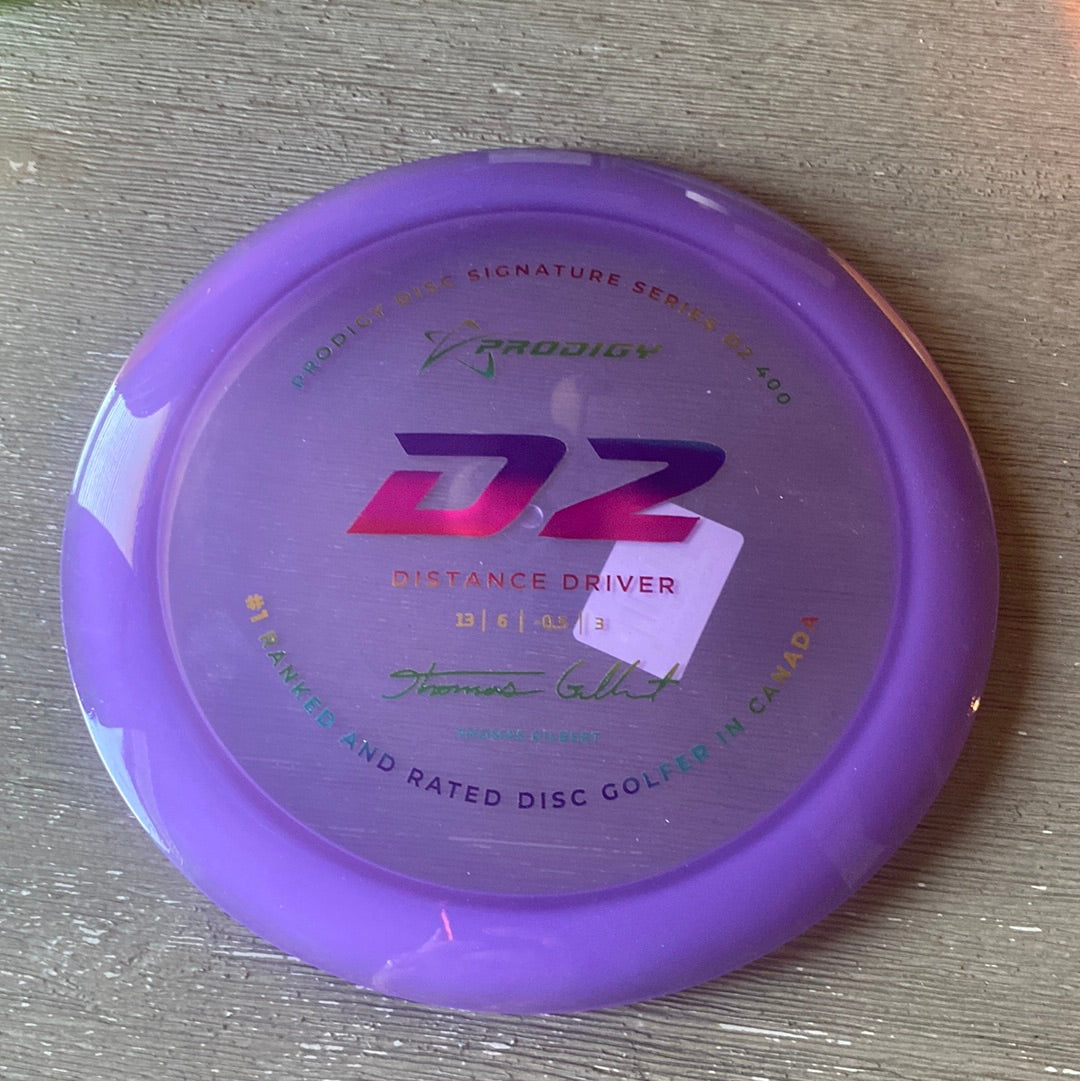 PRODIGY DISC SIGNATURE SERIES D2 400
PRODIGY
D2
DISTANCE DRIVER
13 | 6 | -0.5 | 3
Thomas Gilbert
THOMAS GILBERT
#1 RANKED AND RATED DISC GOLFER IN CANADA